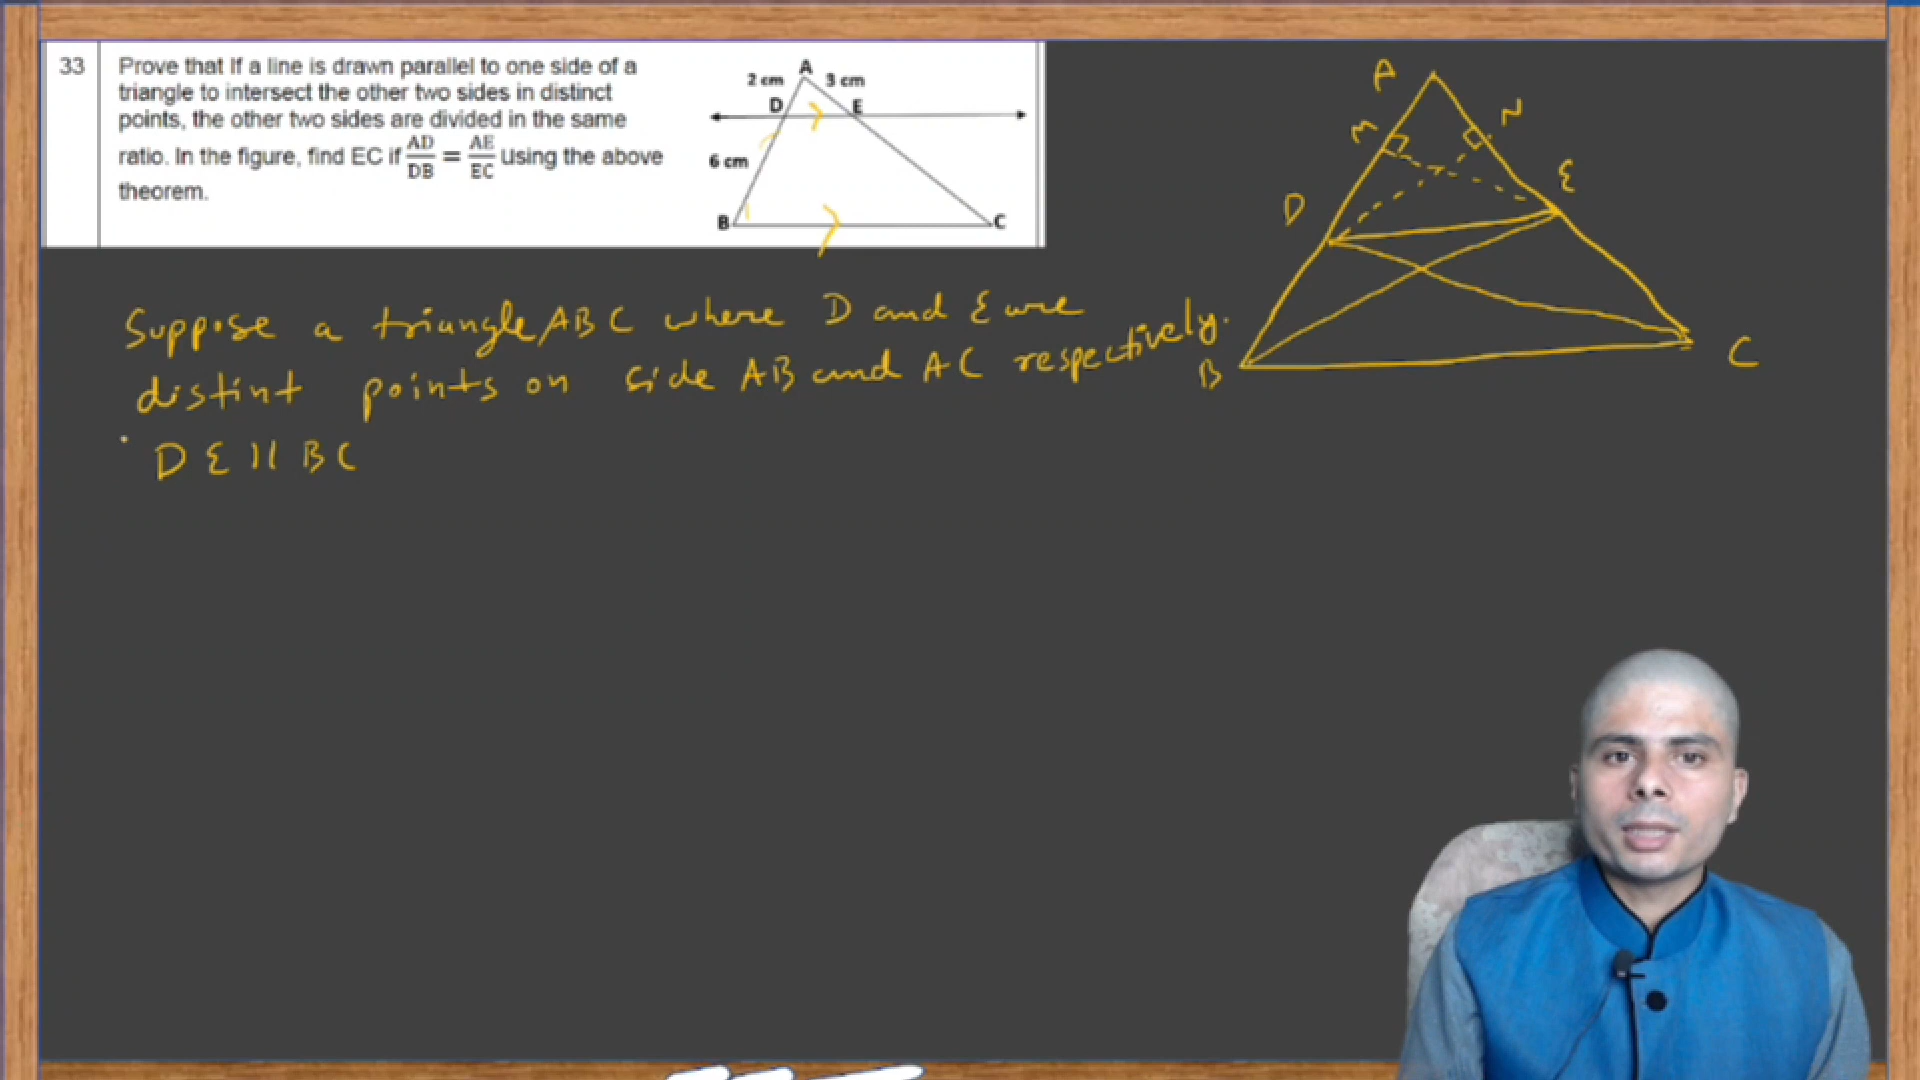 33
Prove that If a line is drawn parallel to one side of a
triangle to intersect the other two sides in distinct
points, the other two sides are divided in the same
ratio. In the figure, find EC if AD/DB = AE/EC Using the above
theorem.
A
2 cm 3 cm
D E
6 cm
B C
A
M N
D E
B C
Suppose a triangle, ABC where D and E are
distint points on side AB and AC respectively.
DE || BC